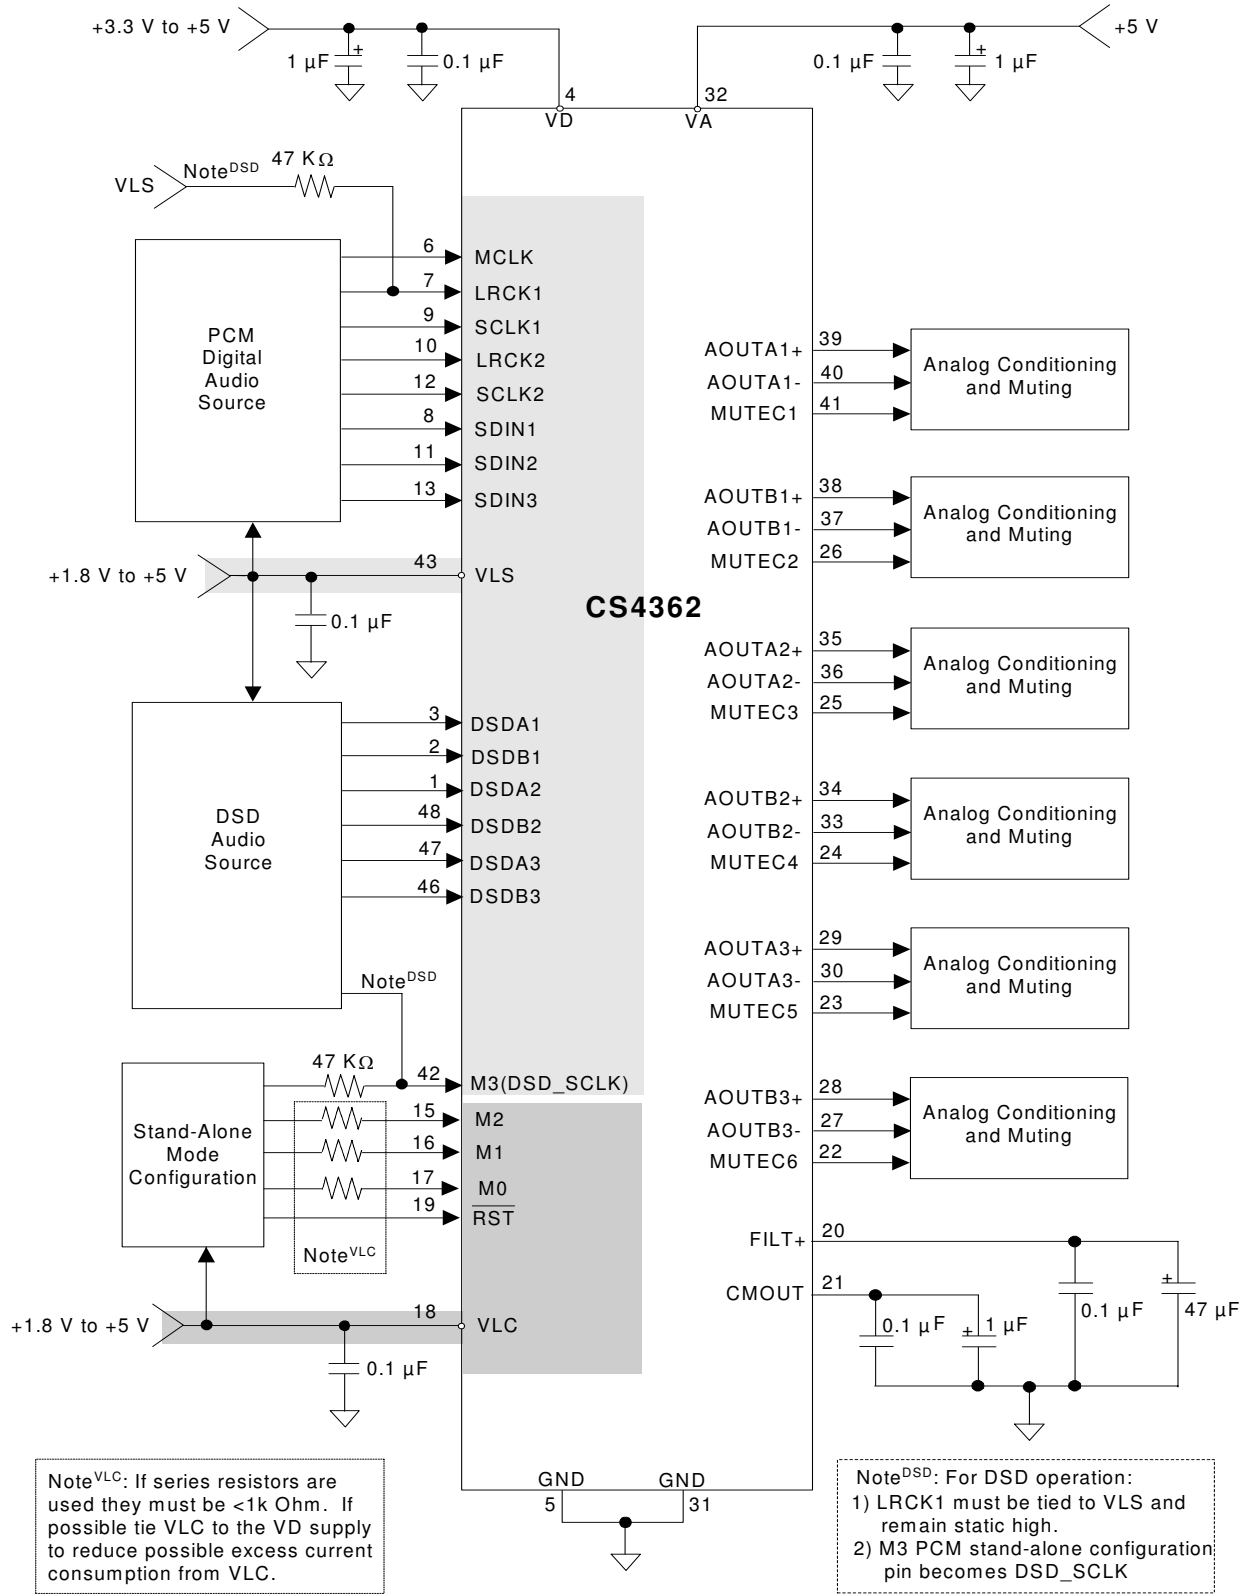 +3.3 V to +5 V
1 µF
+
0.1 µF
0.1 µF
+
1 µF
+5 V
4
VD
32
VA
VLS
Note^DSD
47 KΩ
PCM
Digital
Audio
Source
6
MCLK
7
LRCK1
9
SCLK1
10
LRCK2
12
SCLK2
8
SDIN1
11
SDIN2
13
SDIN3
+1.8 V to +5 V
43
VLS
0.1 µF
CS4362
DSD
Audio
Source
3
DSDA1
2
DSDB1
1
DSDA2
48
DSDB2
47
DSDA3
46
DSDB3
Note^DSD
Stand-Alone
Mode
Configuration
47 KΩ
42
M3(DSD_SCLK)
15
M2
16
M1
17
M0
19
RST
Note^VLC
+1.8 V to +5 V
18
VLC
0.1 µF
AOUTA1+
39
AOUTA1-
40
MUTEC1
41
Analog Conditioning
and Muting
AOUTB1+
38
AOUTB1-
37
MUTEC2
26
Analog Conditioning
and Muting
AOUTA2+
35
AOUTA2-
36
MUTEC3
25
Analog Conditioning
and Muting
AOUTB2+
34
AOUTB2-
33
MUTEC4
24
Analog Conditioning
and Muting
AOUTA3+
29
AOUTA3-
30
MUTEC5
23
Analog Conditioning
and Muting
AOUTB3+
28
AOUTB3-
27
MUTEC6
22
Analog Conditioning
and Muting
FILT+
20
CMOUT
21
0.1 µF
+
1 µF
0.1 µF
+
47 µF
GND
5
GND
31
Note^VLC: If series resistors are
used they must be <1k Ohm. If
possible tie VLC to the VD supply
to reduce possible excess current
consumption from VLC.
Note^DSD: For DSD operation:
1) LRCK1 must be tied to VLS and
remain static high.
2) M3 PCM stand-alone configuration
pin becomes DSD_SCLK